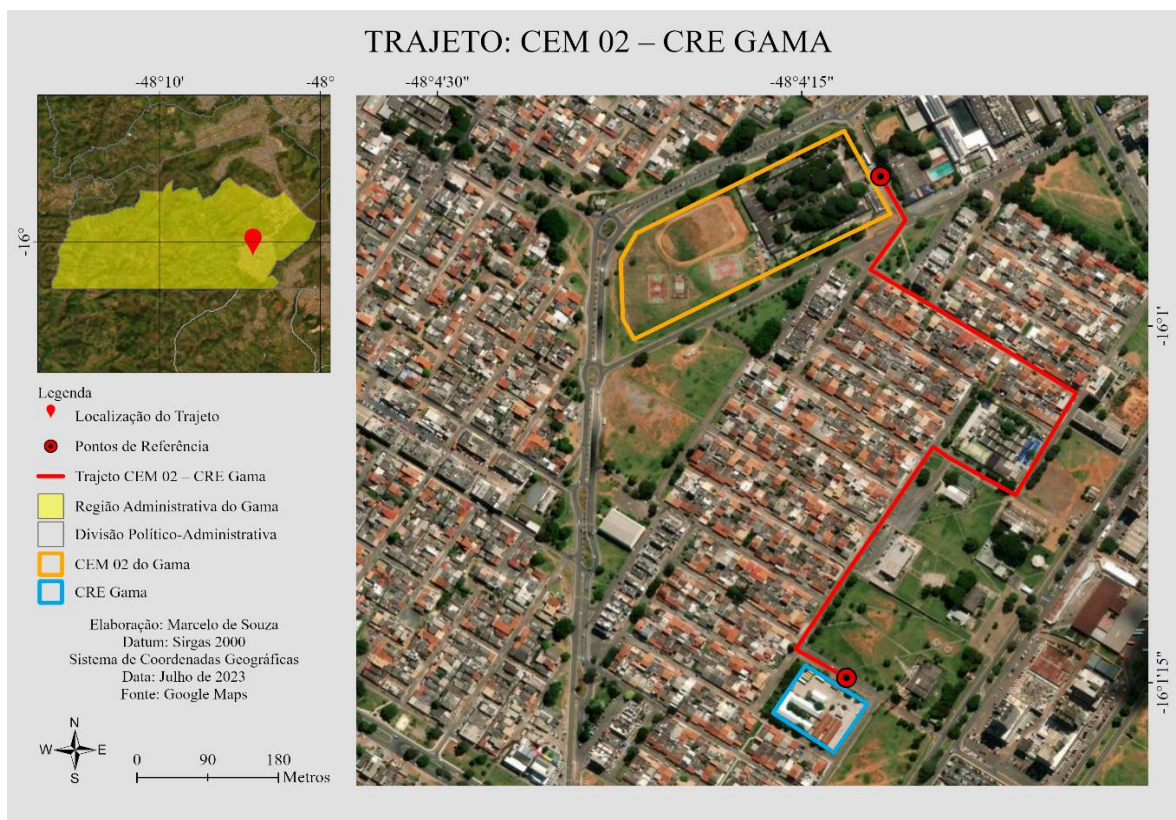 TRAJETO: CEM 02 – CRE GAMA
-48°10'
-48°
-48°4'30"
-48°4'15"
-16°
-16°1'
-16°1'15"
Legenda
Localização do Trajeto
Pontos de Referência
Trajeto CEM 02 – CRE Gama
Região Administrativa do Gama
Divisão Político-Administrativa
CEM 02 do Gama
CRE Gama
Elaboração: Marcelo de Souza
Datum: Sirgas 2000
Sistema de Coordenadas Geográficas
Data: Julho de 2023
Fonte: Google Maps
N
W E
S
0 90 180
Metros